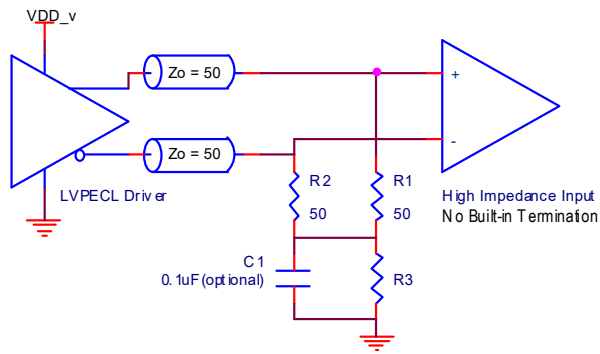 VDD_v
Zo = 50
+
Zo = 50
-
LVPECL Driver
R2
50
R1
50
High Impedance Input
No Built-in Termination
C1
0.1uF(optional)
R3